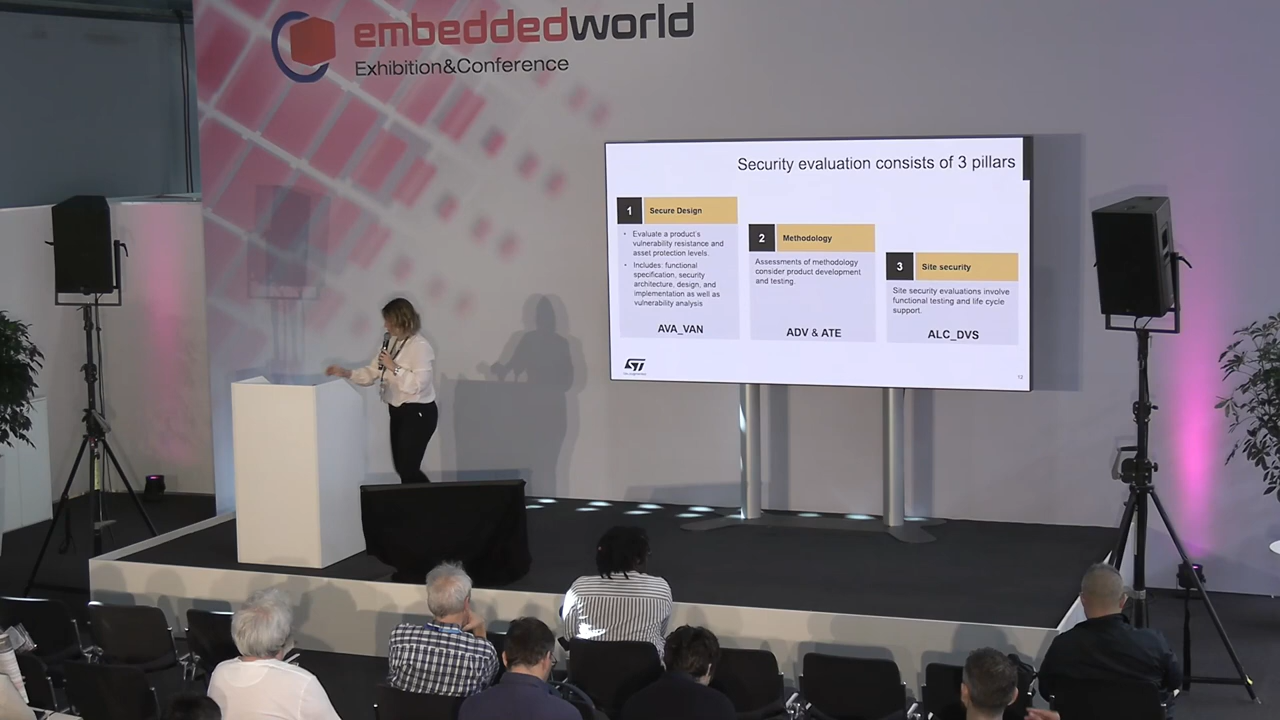 embeddedworld
Exhibition&Conference
Security evaluation consists of 3 pillars
1 Secure Design
• Evaluate a product's
vulnerability resistance and
asset protection levels.
• Includes: functional
specification, security
architecture, design, and
implementation as well as
vulnerability analysis
AVA_VAN
2 Methodology
Assessments of methodology
consider product development
and testing.
ADV & ATE
3 Site security
Site security evaluations involve
functional testing and life cycle
support.
ALC_DVS
ST
12